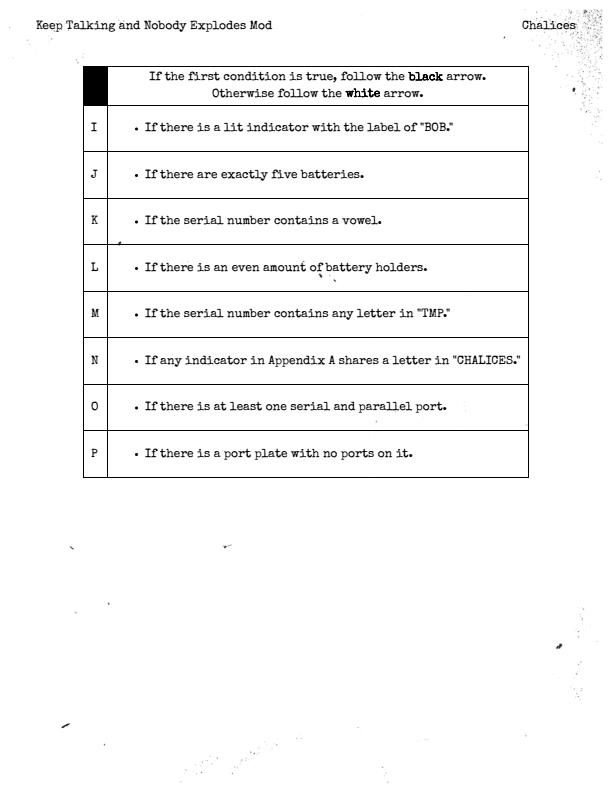 Keep Talking and Nobody Explodes Mod Chalices
If the first condition is true, follow the black arrow.
Otherwise follow the white arrow.
I • If there is a lit indicator with the label of "BOB."
J • If there are exactly five batteries.
K • If the serial number contains a vowel.
L • If there is an even amount of battery holders.
M • If the serial number contains any letter in "TMP."
N • If any indicator in Appendix A shares a letter in "CHALICES."
O • If there is at least one serial and parallel port.
P • If there is a port plate with no ports on it.